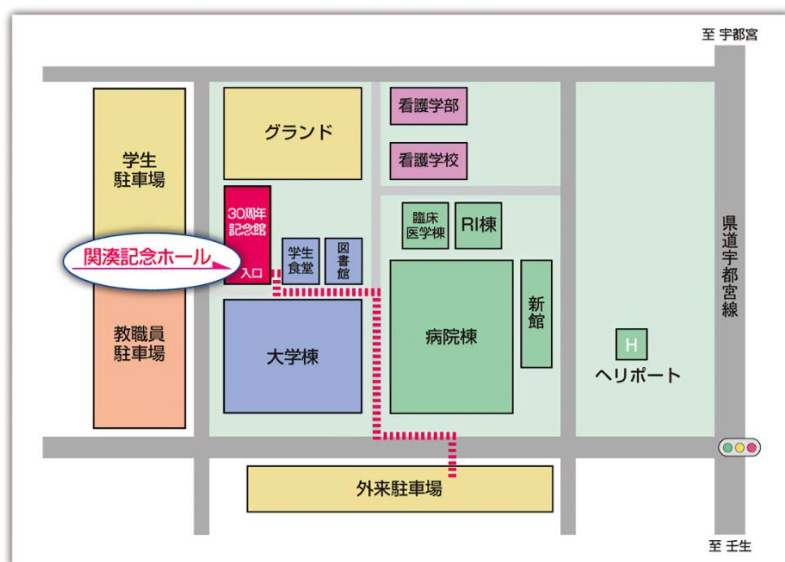 至 宇都宮
グランド
看護学部
看護学校
学生
駐車場
30周年
記念館
入口
関湊記念ホール
学生
食堂
図書館
臨床
医学棟
RI棟
県道宇都宮線
教職員
駐車場
大学棟
病院棟
新館
H
ヘリポート
外来駐車場
至 壬生